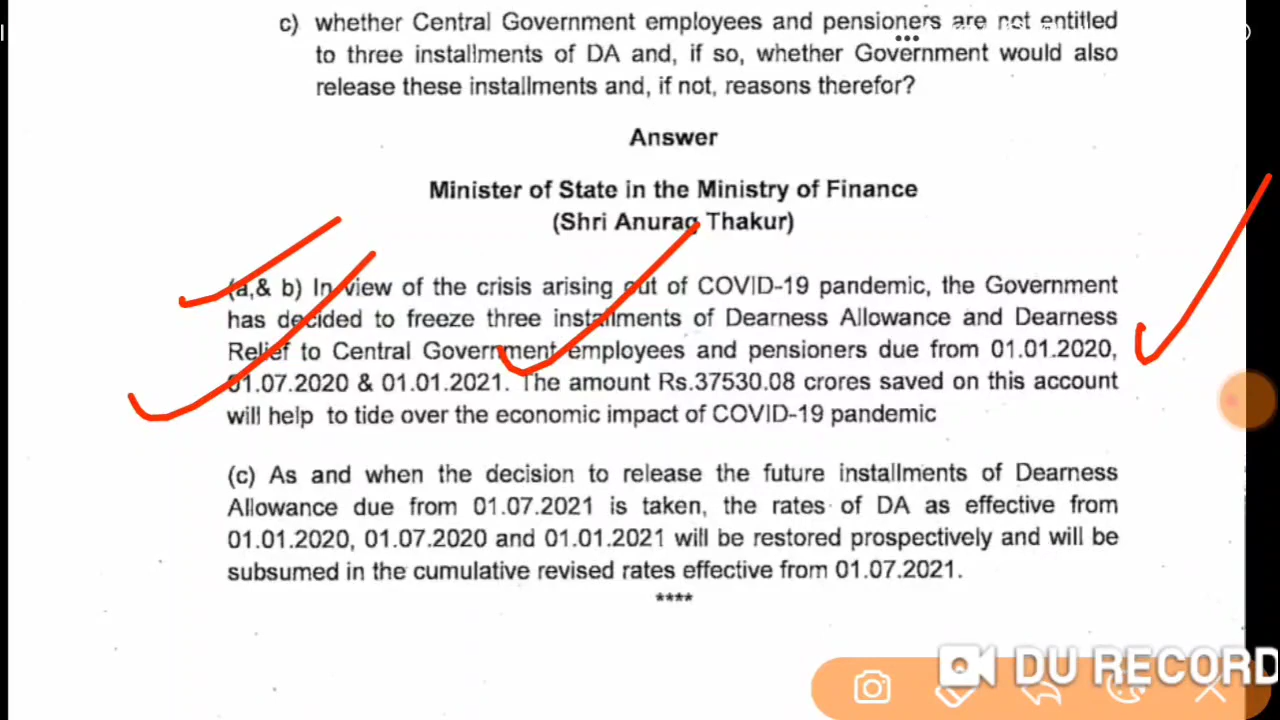 c) whether Central Government employees and pensioners are not entitled
to three installments of DA and, if so, whether Government would also
release these installments and, if not, reasons therefor?
Answer
Minister of State in the Ministry of Finance
(Shri Anurag Thakur)
(a,& b) In view of the crisis arising out of COVID-19 pandemic, the Government
has decided to freeze three installments of Dearness Allowance and Dearness
Relief to Central Government employees and pensioners due from 01.01.2020,
01.07.2020 & 01.01.2021. The amount Rs.37530.08 crores saved on this account
will help to tide over the economic impact of COVID-19 pandemic
(c) As and when the decision to release the future installments of Dearness
Allowance due from 01.07.2021 is taken, the rates of DA as effective from
01.01.2020, 01.07.2020 and 01.01.2021 will be restored prospectively and will be
subsumed in the cumulative revised rates effective from 01.07.2021.
****
DU RECORD